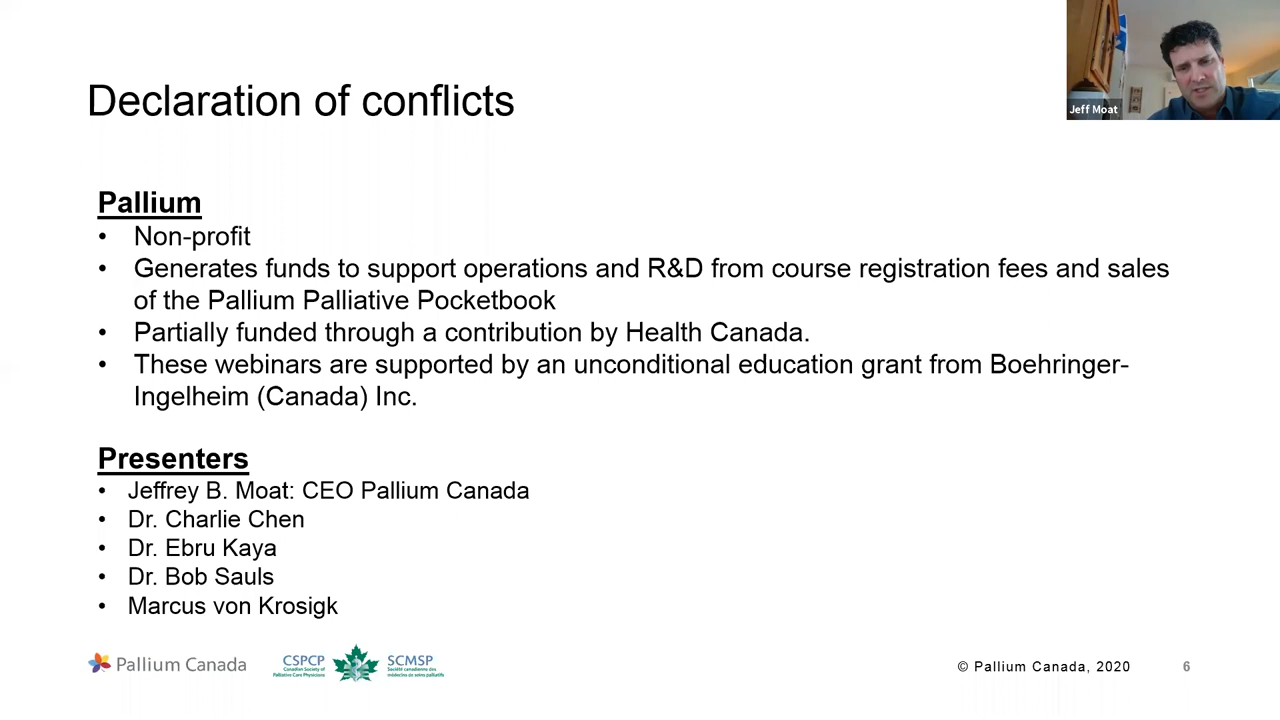 Declaration of conflicts
Jeff Moat
Pallium
• Non-profit
• Generates funds to support operations and R&D from course registration fees and sales
of the Pallium Palliative Pocketbook
• Partially funded through a contribution by Health Canada.
• These webinars are supported by an unconditional education grant from Boehringer-
Ingelheim (Canada) Inc.
Presenters
• Jeffrey B. Moat: CEO Pallium Canada
• Dr. Charlie Chen
• Dr. Ebru Kaya
• Dr. Bob Sauls
• Marcus von Krosigk
Pallium Canada
CSPCP
Canadian Society of
Palliative Care Physicians
SCMSP
Société canadienne des
médecins de soins palliatifs
© Pallium Canada, 2020
6